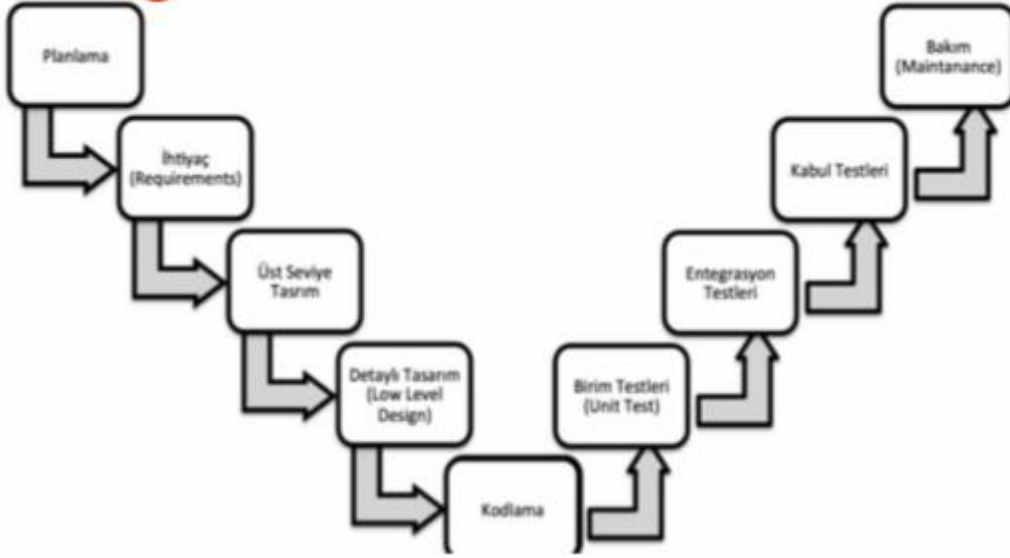 Planlama
İhtiyaç
(Requirements)
Üst Seviye
Tasrım
Detaylı Tasarım
(Low Level
Design)
Kodlama
Birim Testleri
(Unit Test)
Entegrasyon
Testleri
Kabul Testleri
Bakım
(Maintanance)